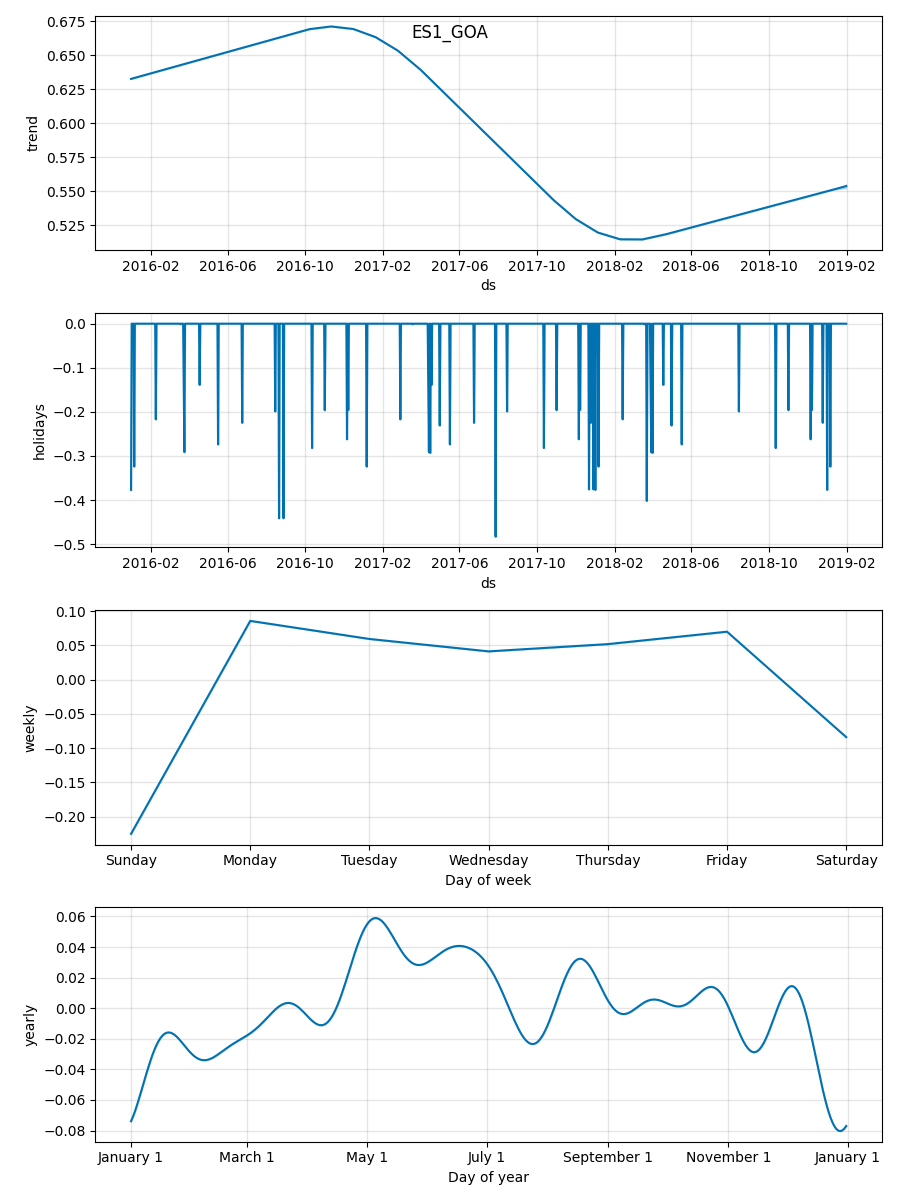 ES1_GOA
0.675
0.650
0.625
0.600
0.575
0.550
0.525
trend
2016-02 2016-06 2016-10 2017-02 2017-06 2017-10 2018-02 2018-06 2018-10 2019-02
ds
0.0
−0.1
−0.2
−0.3
−0.4
−0.5
holidays
2016-02 2016-06 2016-10 2017-02 2017-06 2017-10 2018-02 2018-06 2018-10 2019-02
ds
0.10
0.05
0.00
−0.05
−0.10
−0.15
−0.20
weekly
Sunday Monday Tuesday Wednesday Thursday Friday Saturday
Day of week
0.06
0.04
0.02
0.00
−0.02
−0.04
−0.06
−0.08
yearly
January 1 March 1 May 1 July 1 September 1 November 1 January 1
Day of year